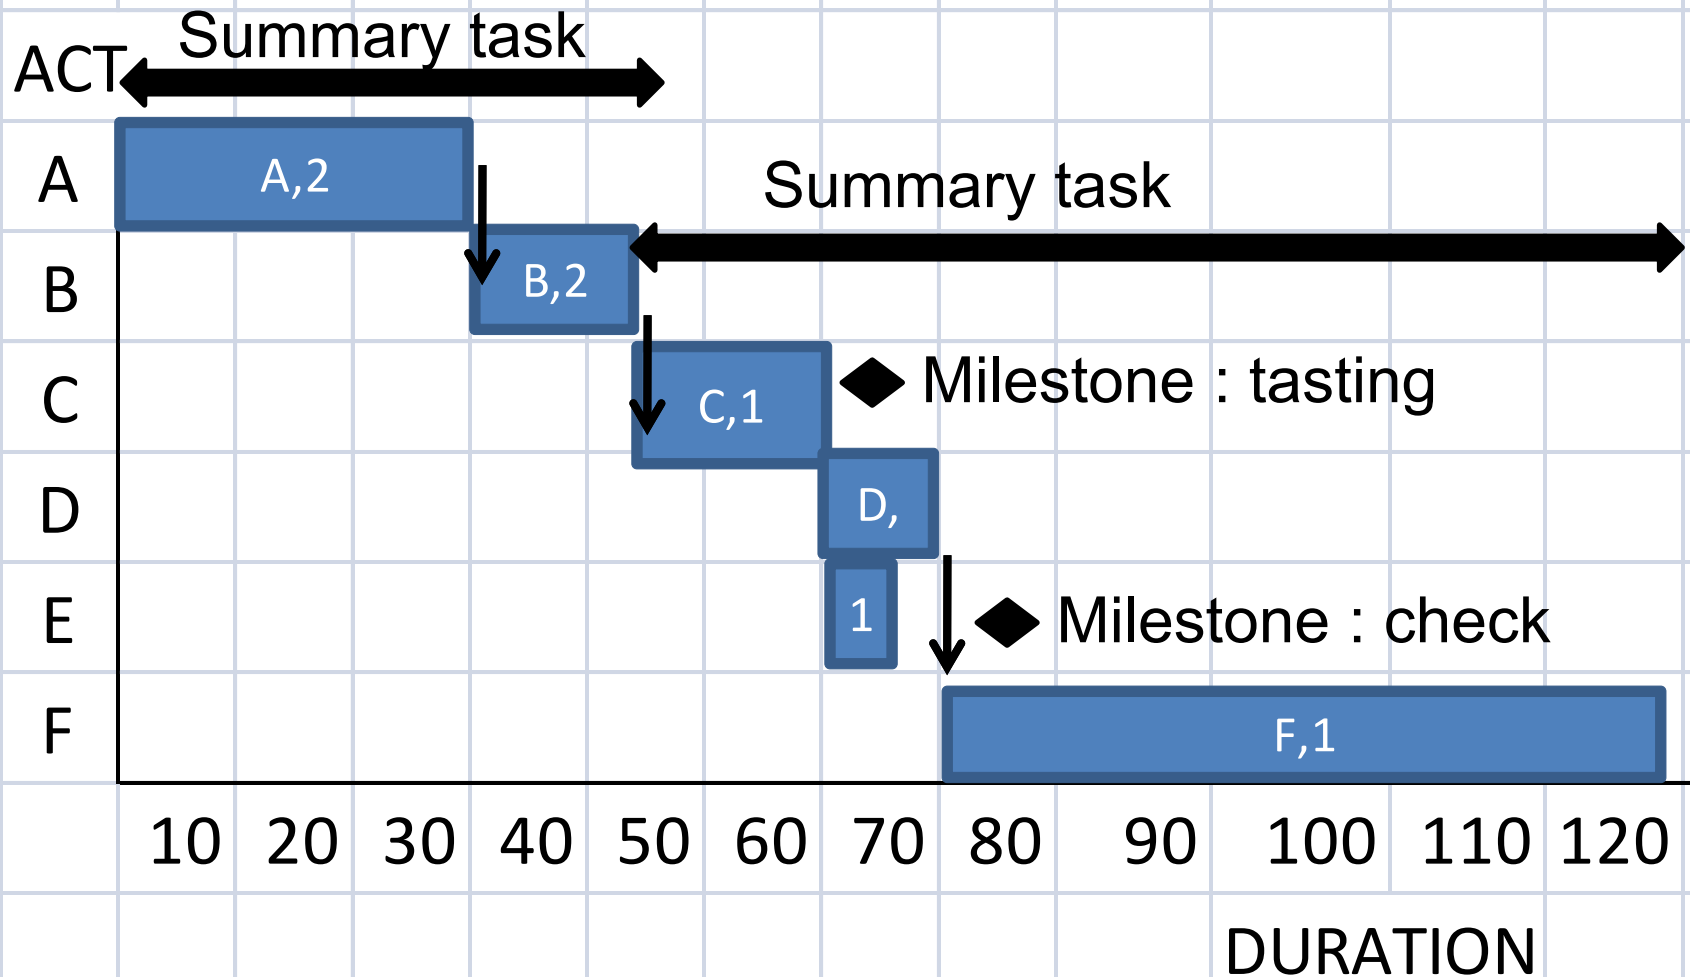 Summary task
ACT
A
A,2
Summary task
B
B,2
C
C,1
Milestone : tasting
D
D,
E
1
Milestone : check
F
F,1
10 20 30 40 50 60 70 80 90 100 110 120
DURATION